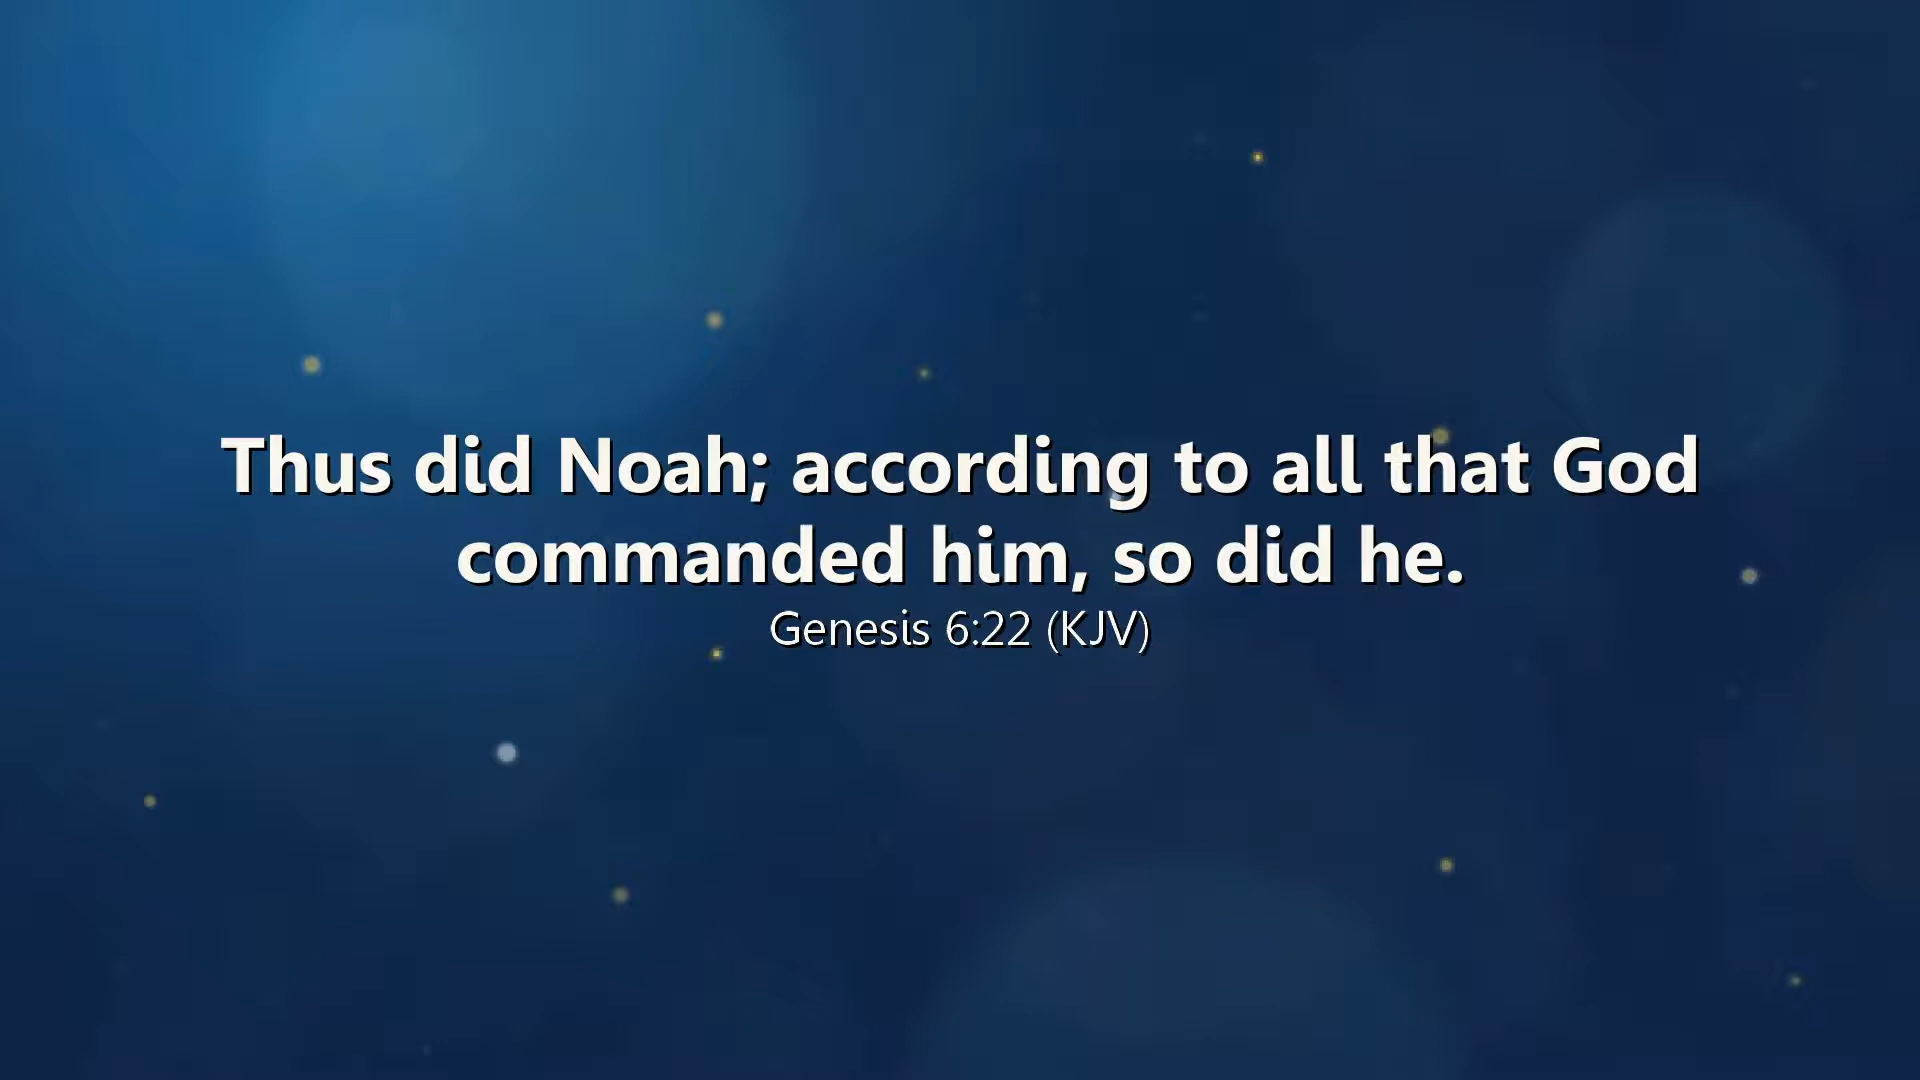 Thus did Noah; according to all that God
commanded him, so did he.
Genesis 6:22 (KJV)